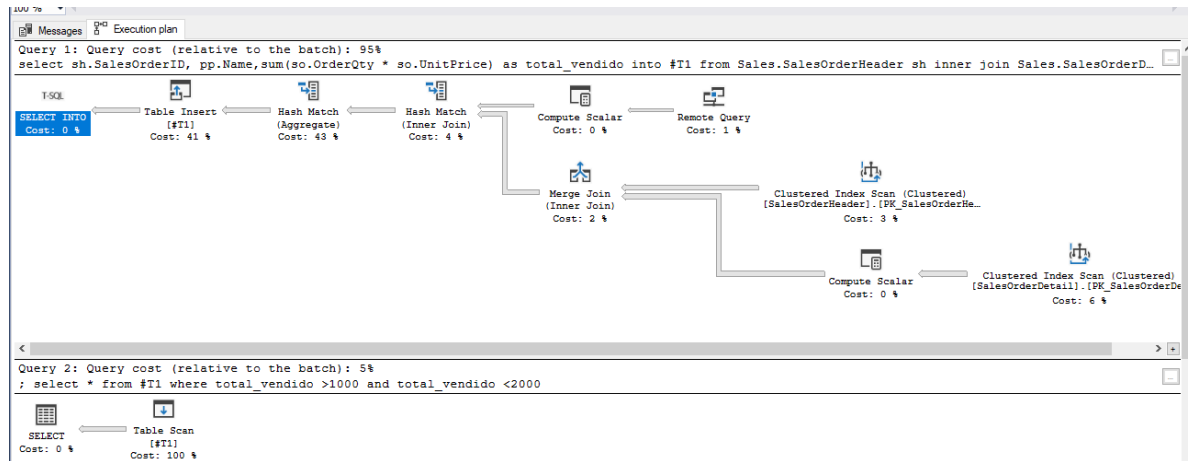 100 %
Messages Execution plan
Query 1: Query cost (relative to the batch): 95%
select sh.SalesOrderID, pp.Name,sum(so.OrderQty * so.UnitPrice) as total_vendido into #T1 from Sales.SalesOrderHeader sh inner join Sales.SalesOrderD…
T-SQL
SELECT INTO
Cost: 0 %
Table Insert
[#T1]
Cost: 41 %
Hash Match
(Aggregate)
Cost: 43 %
Hash Match
(Inner Join)
Cost: 4 %
Compute Scalar
Cost: 0 %
Remote Query
Cost: 1 %
Merge Join
(Inner Join)
Cost: 2 %
Clustered Index Scan (Clustered)
[SalesOrderHeader].[PK_SalesOrderHe…
Cost: 3 %
Compute Scalar
Cost: 0 %
Clustered Index Scan (Clustered)
[SalesOrderDetail].[PK_SalesOrderDe
Cost: 6 %
Query 2: Query cost (relative to the batch): 5%
; select * from #T1 where total_vendido >1000 and total_vendido <2000
SELECT
Cost: 0 %
Table Scan
[#T1]
Cost: 100 %